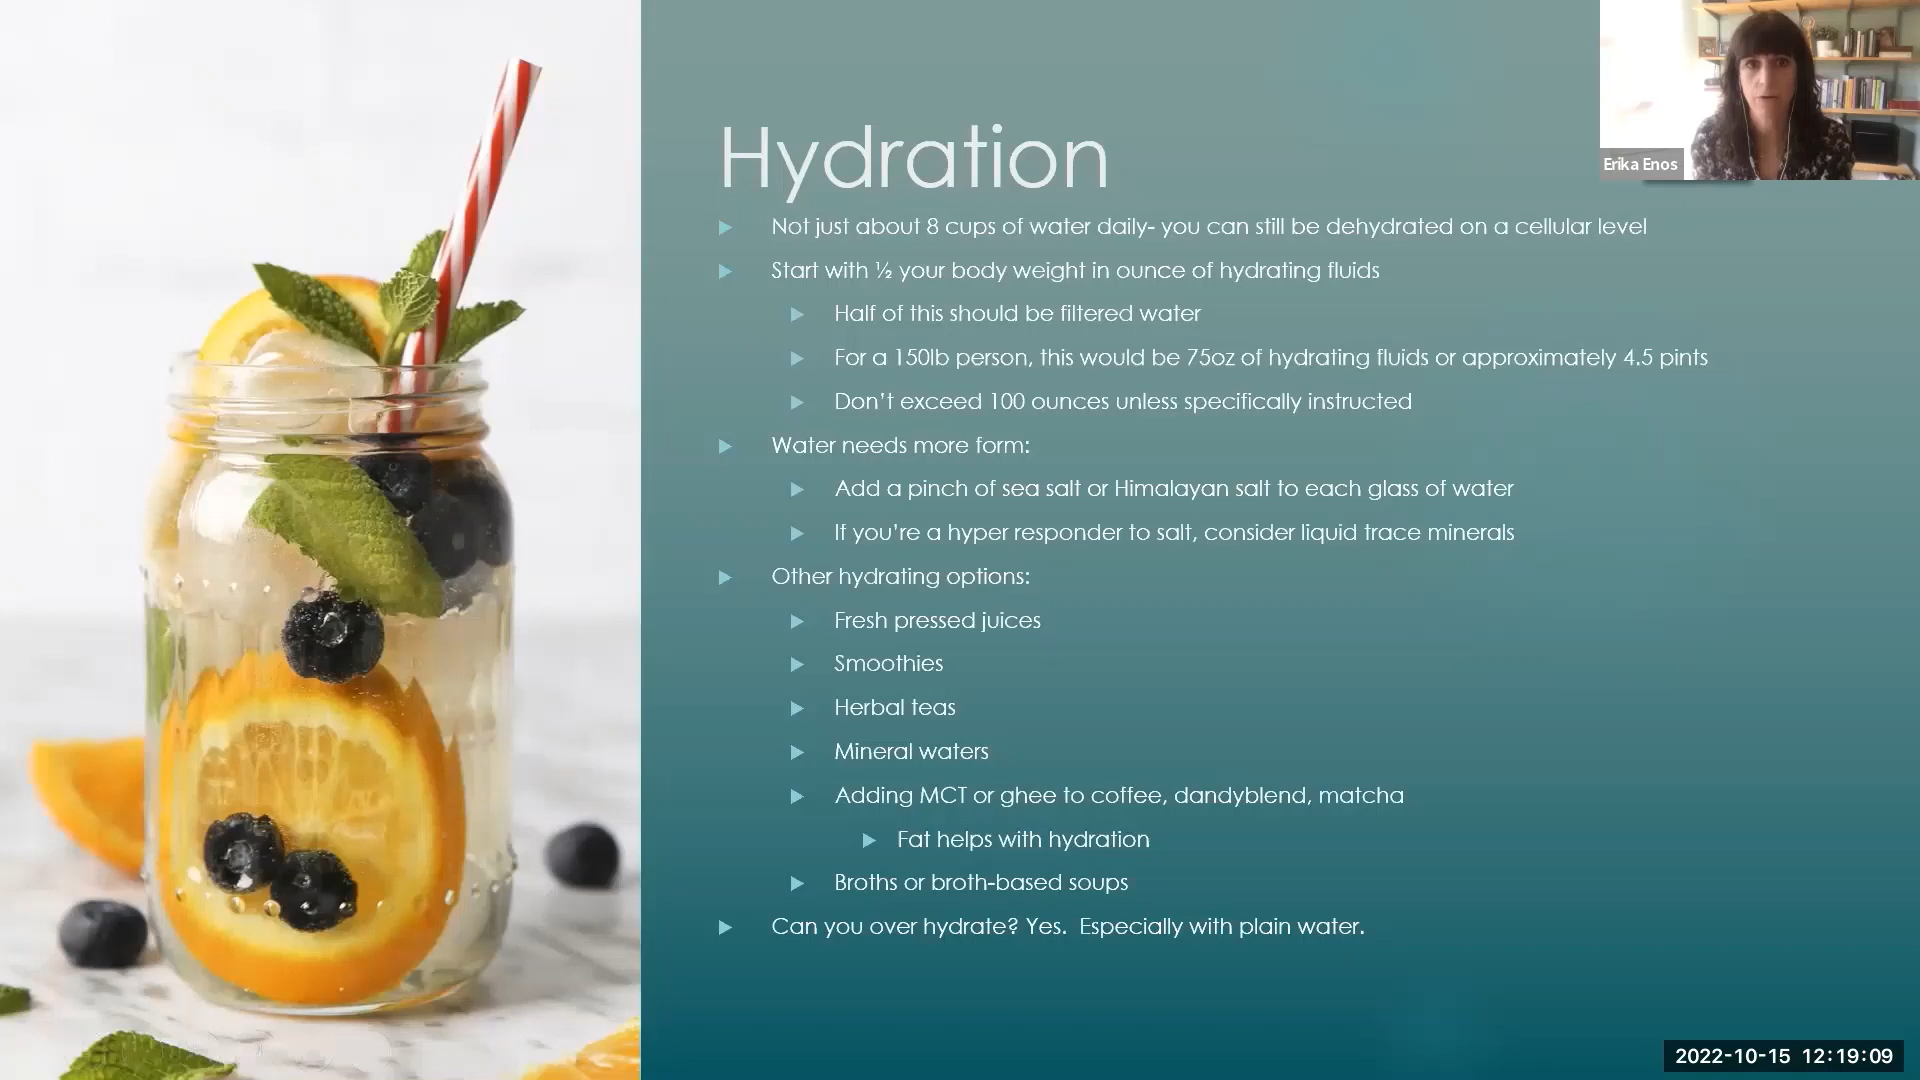 Erika Enos
Hydration
Not just about 8 cups of water daily- you can still be dehydrated on a cellular level
Start with ½ your body weight in ounce of hydrating fluids
Half of this should be filtered water
For a 150lb person, this would be 75oz of hydrating fluids or approximately 4.5 pints
Don’t exceed 100 ounces unless specifically instructed
Water needs more form:
Add a pinch of sea salt or Himalayan salt to each glass of water
If you’re a hyper responder to salt, consider liquid trace minerals
Other hydrating options:
Fresh pressed juices
Smoothies
Herbal teas
Mineral waters
Adding MCT or ghee to coffee, dandyblend, matcha
Fat helps with hydration
Broths or broth-based soups
Can you over hydrate? Yes.  Especially with plain water.
2022-10-15 12:19:09